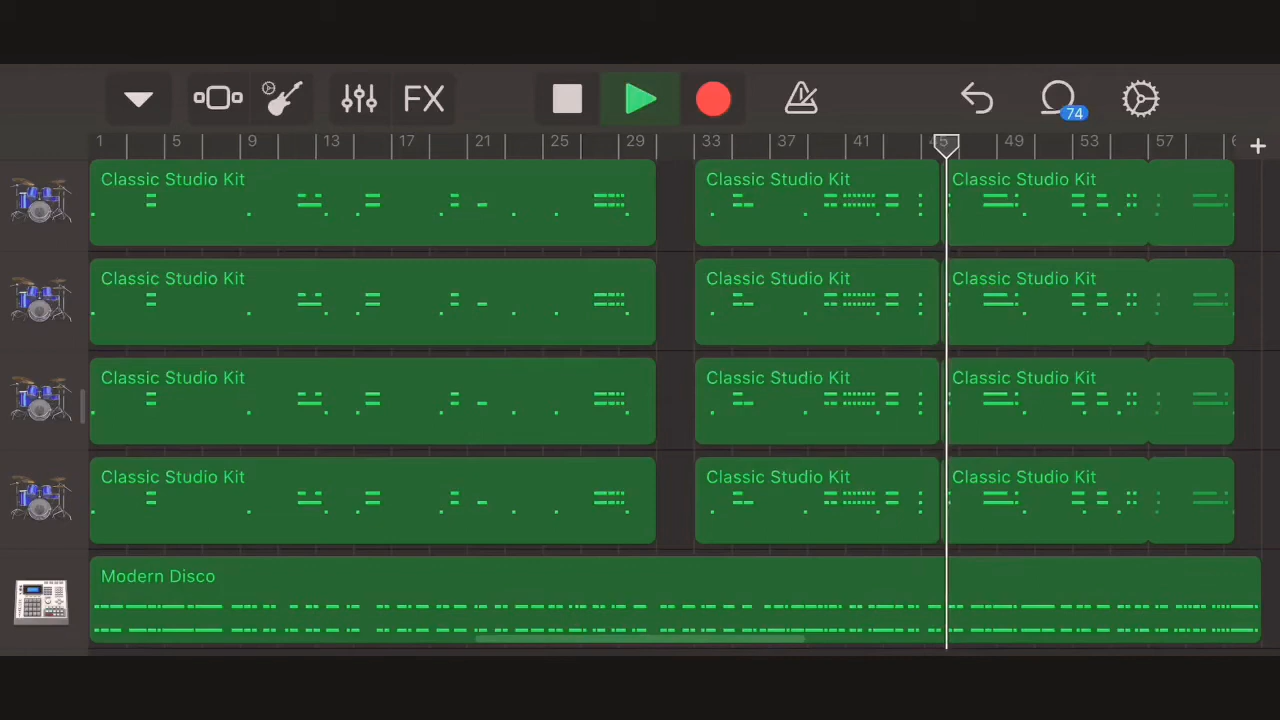 FX
74
1 5 9 13 17 21 25 29 33 37 41 45 49 53 57
Classic Studio Kit Classic Studio Kit Classic Studio Kit
Classic Studio Kit Classic Studio Kit Classic Studio Kit
Classic Studio Kit Classic Studio Kit Classic Studio Kit
Classic Studio Kit Classic Studio Kit Classic Studio Kit
Modern Disco